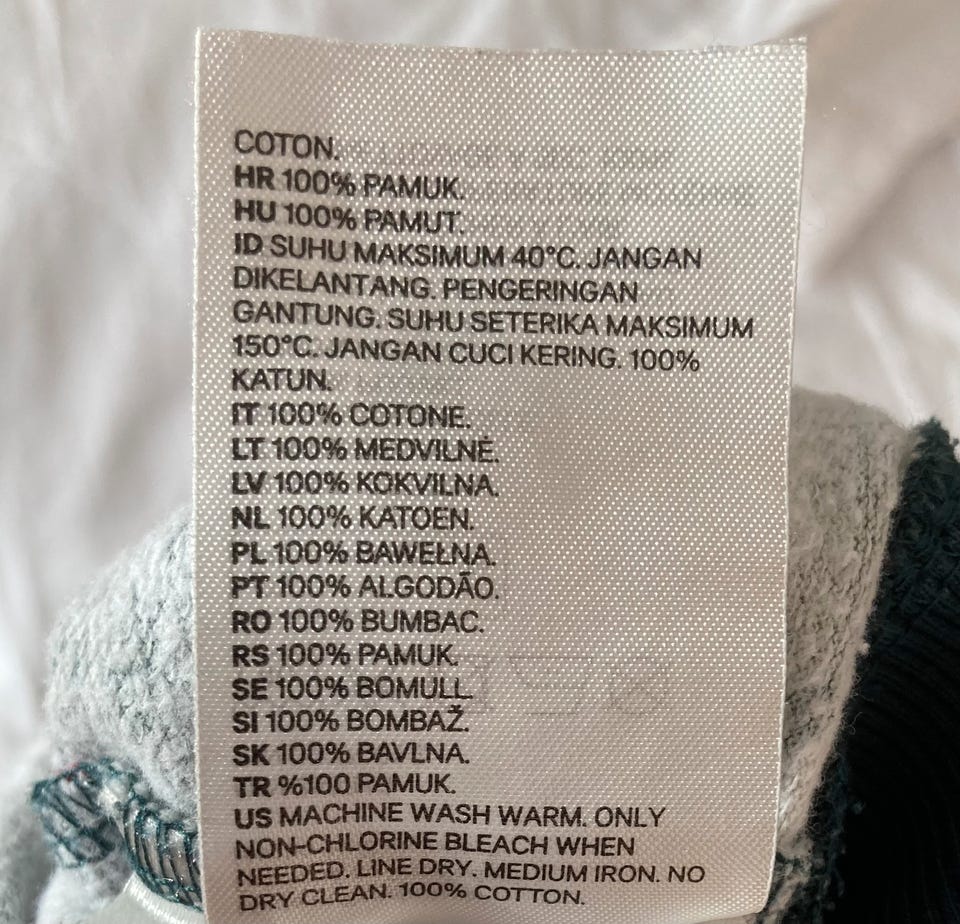 COTON.
HR 100% PAMUK.
HU 100% PAMUT.
ID SUHU MAKSIMUM 40°C. JANGAN
DIKELANTANG. PENGERINGAN
GANTUNG. SUHU SETERIKA MAKSIMUM
150°C. JANGAN CUCI KERING. 100%
KATUN.
IT 100% COTONE.
LT 100% MEDVILNĖ.
LV 100% KOKVILNA.
NL 100% KATOEN.
PL 100% BAWEŁNA.
PT 100% ALGODÃO.
RO 100% BUMBAC.
RS 100% PAMUK.
SE 100% BOMULL.
SI 100% BOMBAŽ.
SK 100% BAVLNA.
TR %100 PAMUK.
US MACHINE WASH WARM. ONLY
NON-CHLORINE BLEACH WHEN
NEEDED. LINE DRY. MEDIUM IRON. NO
DRY CLEAN. 100% COTTON.